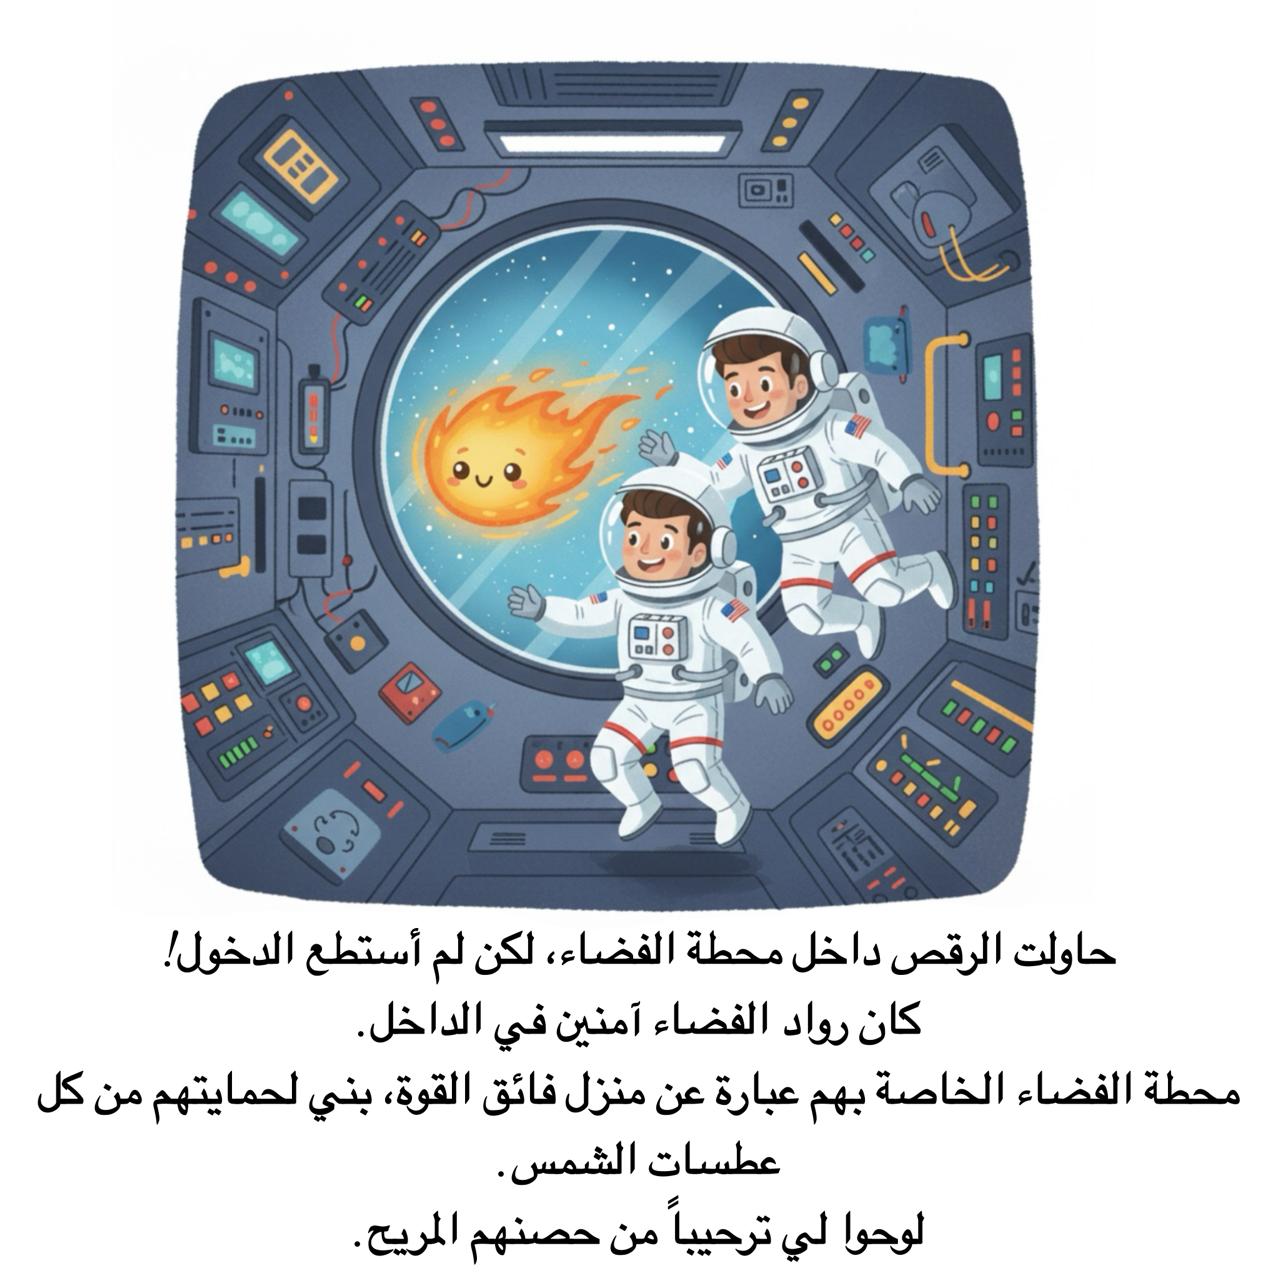 حاولت الرقص داخل محطة الفضاء، لكن لم أستطع الدخول!
كان رواد الفضاء آمنين في الداخل.
محطة الفضاء الخاصة بهم عبارة عن منزل فائق القوة، بني لحمايتهم من كل
عطسات الشمس.
لوحوا لي ترحيباً من حصنهم المريح.